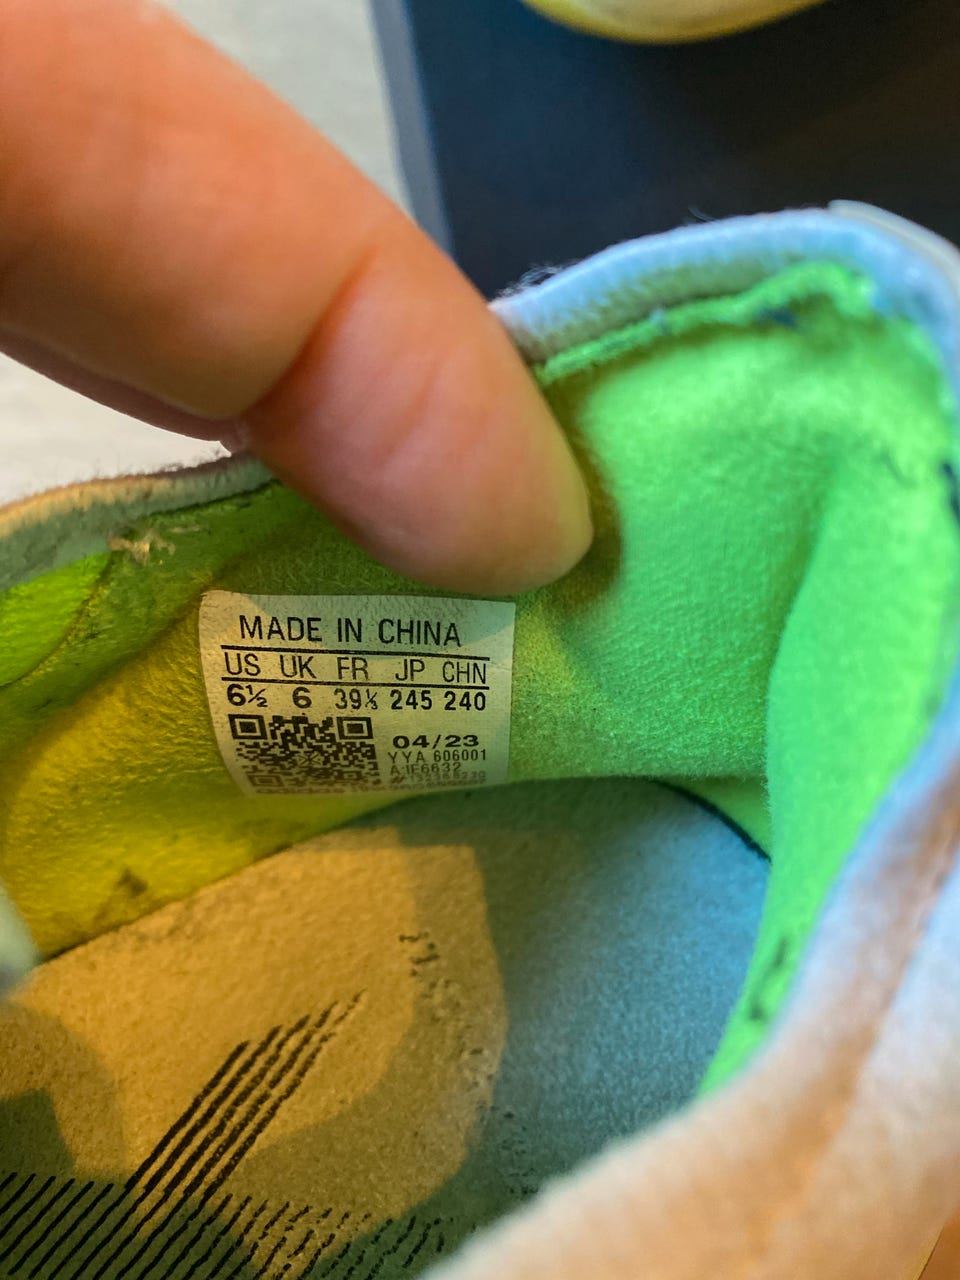 MADE IN CHINA
US UK FR JP CHN
6½ 6 39⅓ 245 240
04/23
YYA 606001
A:IF6632